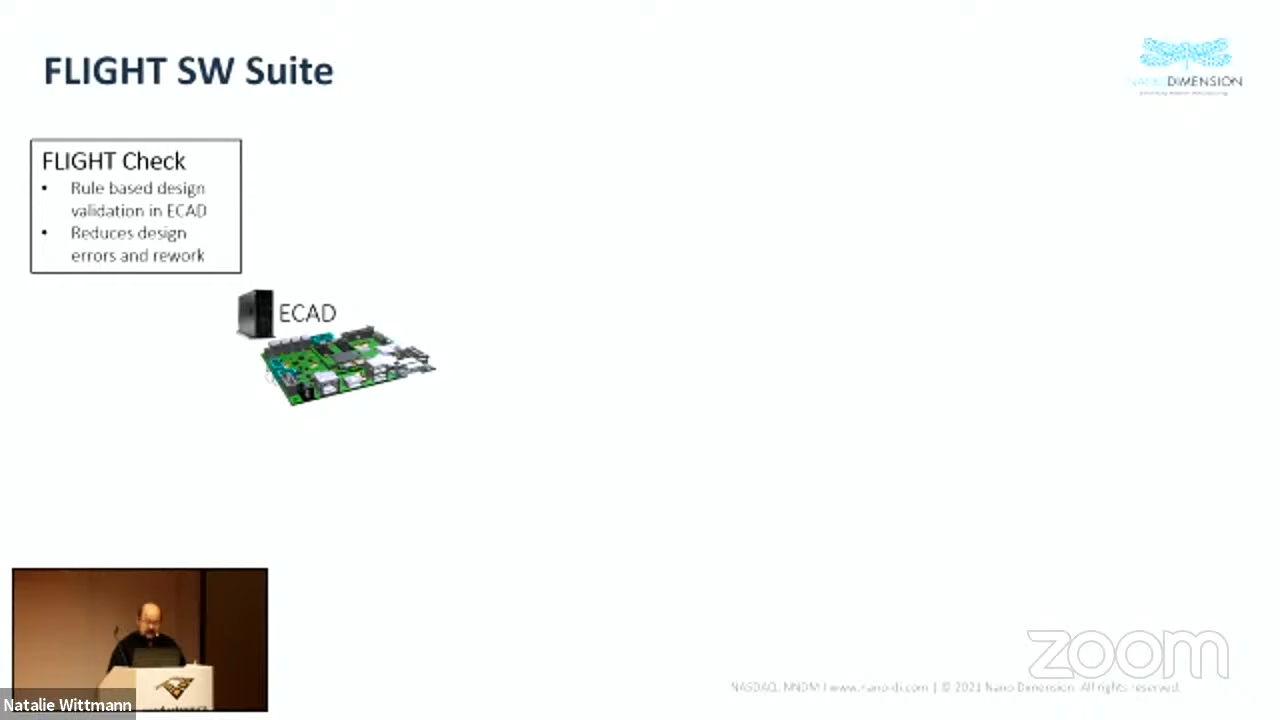 FLIGHT SW Suite
DIMENSION
FLIGHT Check
• Rule based design
validation in ECAD
• Reduces design
errors and rework
ECAD
zoom
NASDAQ: NNDM | www.nano-di.com | © 2021 Nano Dimension. All rights reserved.
Natalie Wittmann